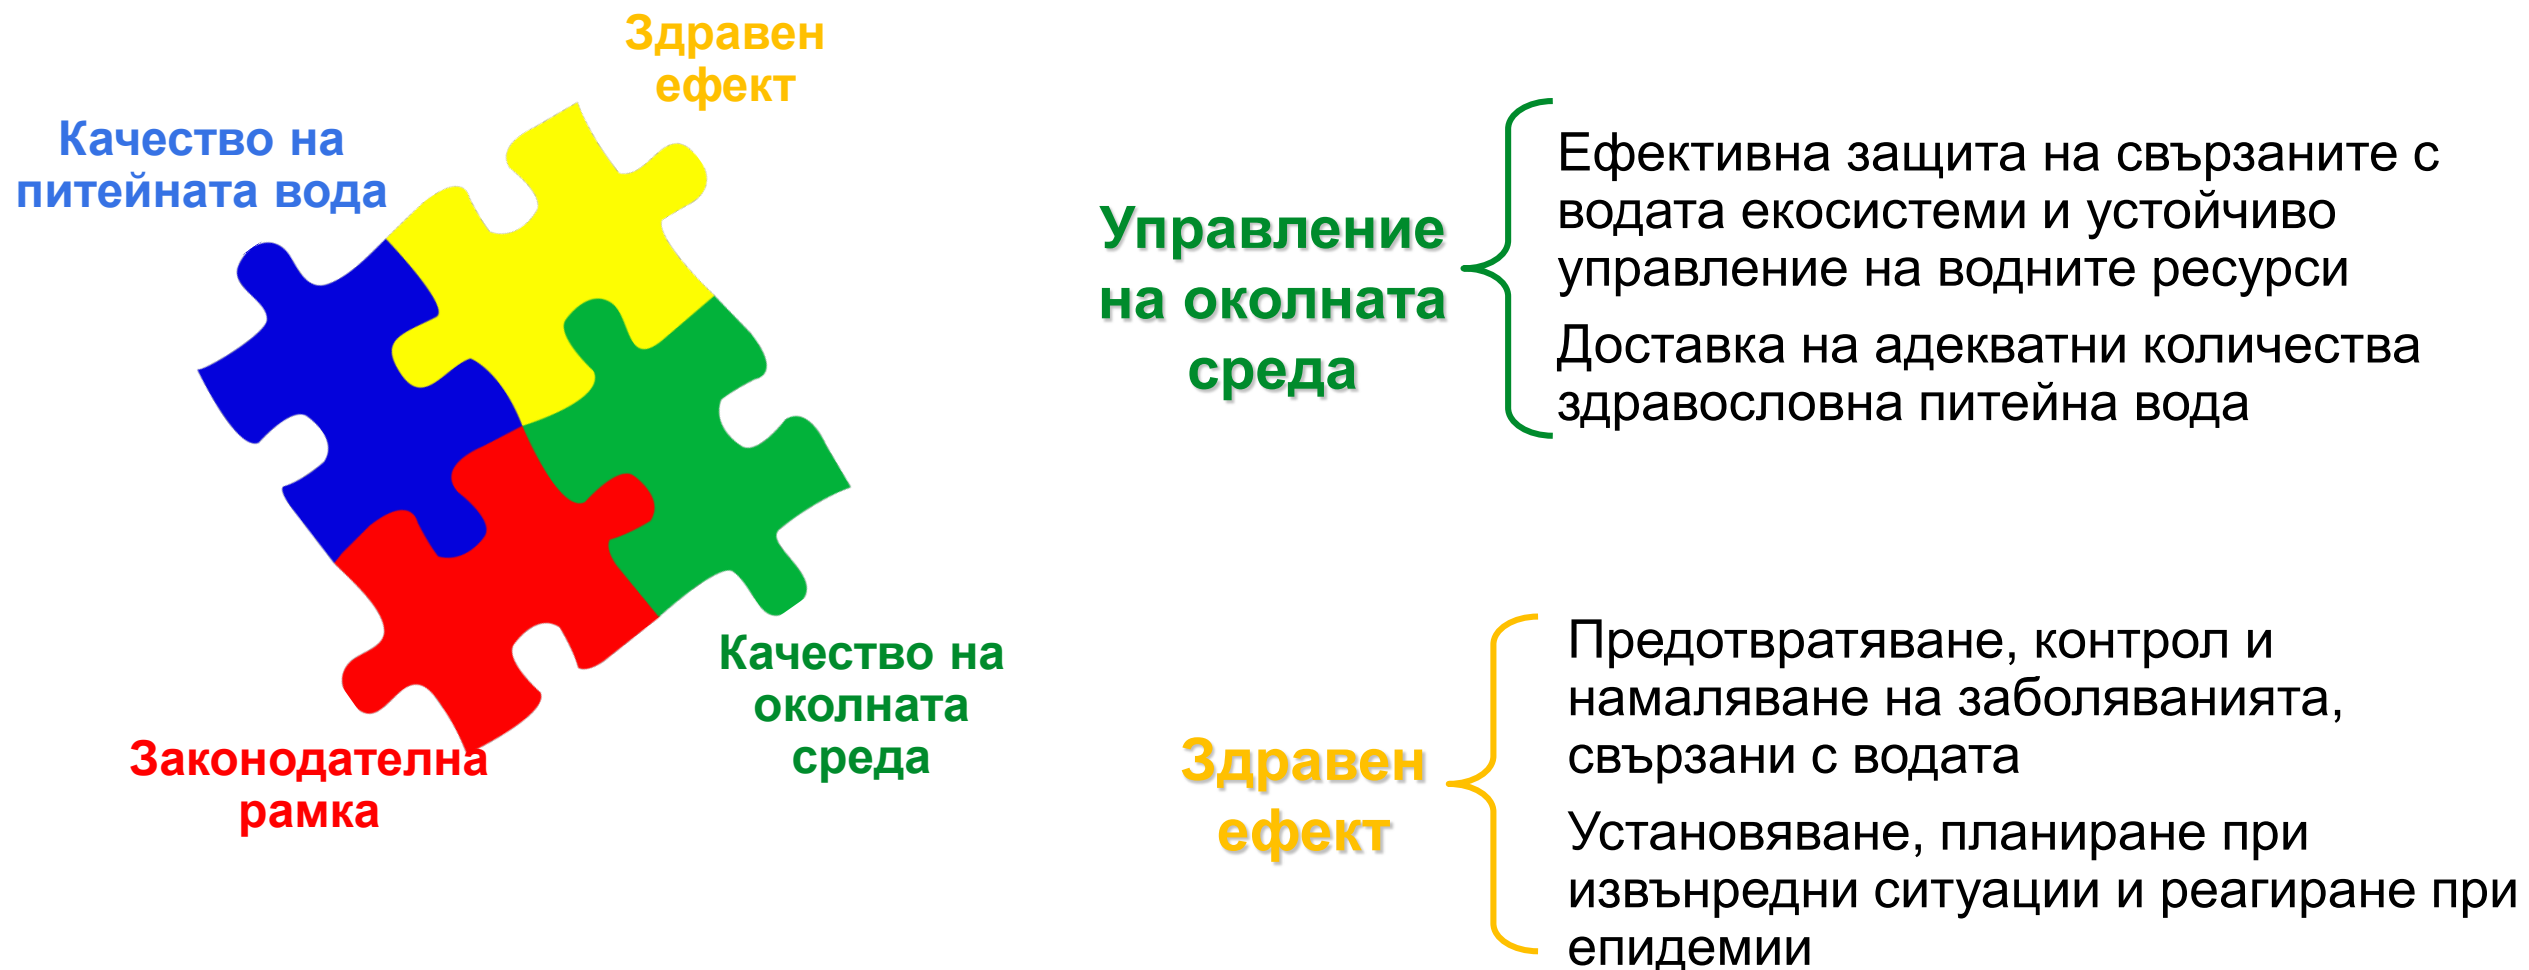 Здравен
ефект
Качество на
питейната вода
Качество на
околната
среда
Законодателна
рамка
Управление
на околната
среда
Ефективна защита на свързаните с
водата екосистеми и устойчиво
управление на водните ресурси
Доставка на адекватни количества
здравословна питейна вода
Здравен
ефект
Предотвратяване, контрол и
намаляване на заболяванията,
свързани с водата
Установяване, планиране при
извънредни ситуации и реагиране при
епидемии